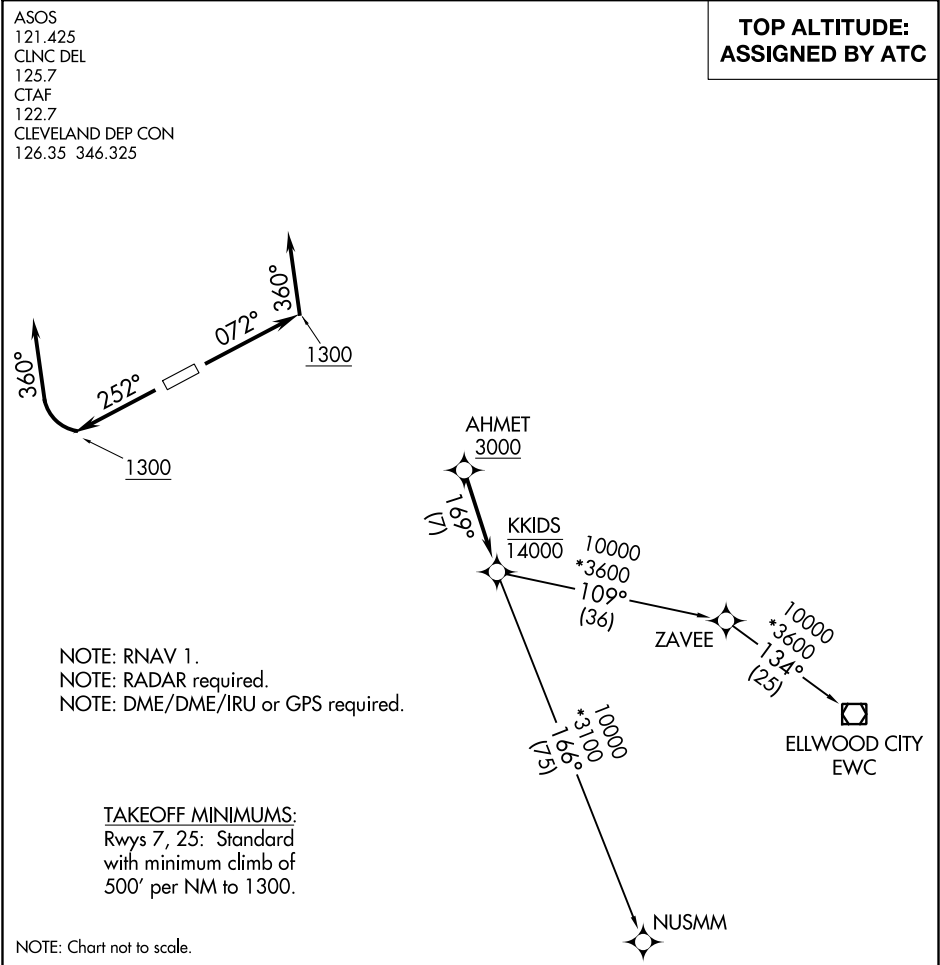 ASOS
121.425
CLNC DEL
125.7
CTAF
122.7
CLEVELAND DEP CON
126.35 346.325
TOP ALTITUDE:
ASSIGNED BY ATC
360°
072°
1300
360°
252°
1300
AHMET
3000
169°
(7)
KKIDS
14000
10000
*3600
109°
(36)
ZAVEE
10000
*3600
134°
(25)
ELLWOOD CITY
EWC
10000
*3100
166°
(75)
NUSMM
NOTE: RNAV 1.
NOTE: RADAR required.
NOTE: DME/DME/IRU or GPS required.
TAKEOFF MINIMUMS:
Rwys 7, 25: Standard
with minimum climb of
500' per NM to 1300.
NOTE: Chart not to scale.